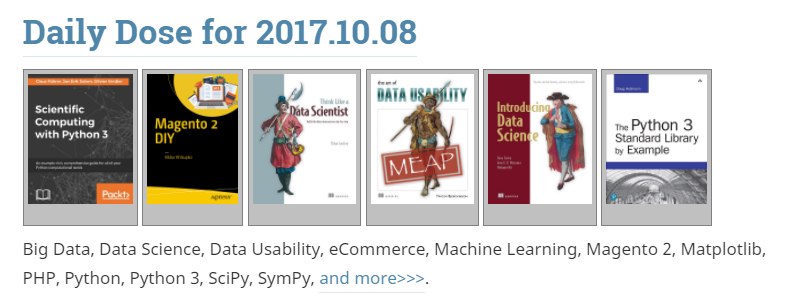 Daily Dose for 2017.10.08
Scientific
Computing
with Python 3
Packt>
Magento 2
DIY
apress
Think Like a
Data Scientist
the art of
DATA USABILITY
MEAP
Introducing
Data
Science
The Python 3
Standard Library
by Example
Big Data, Data Science, Data Usability, eCommerce, Machine Learning, Magento 2, Matplotlib,
PHP, Python, Python 3, SciPy, SymPy, and more>>>.